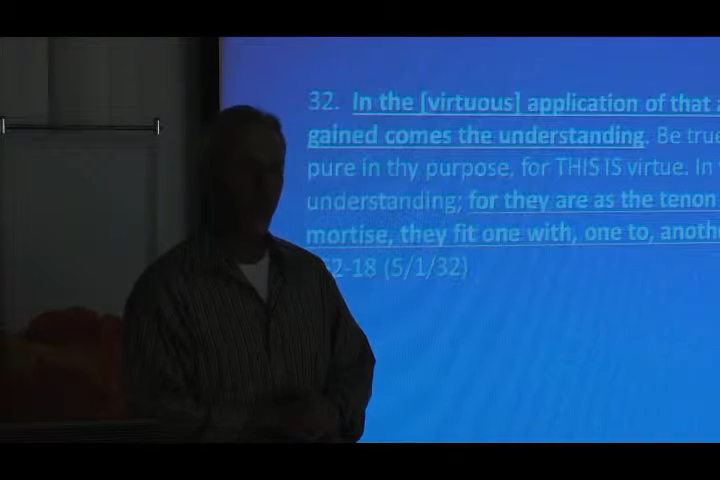 32. In the [virtuous] application of that
gained comes the understanding. Be true
pure in thy purpose, for THIS IS virtue. In
understanding; for they are as the tenon
mortise, they fit one with, one to, anoth
2-18 (5/1/32)